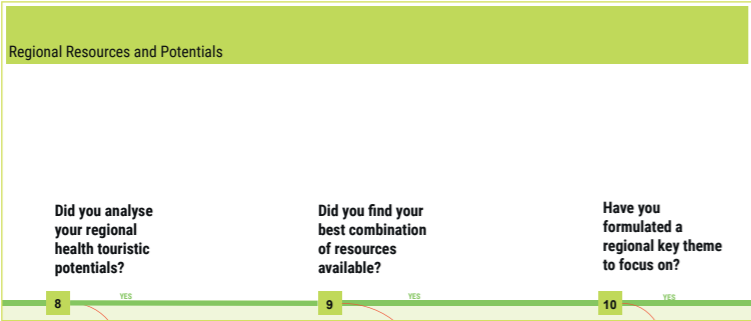 Regional Resources and Potentials
Did you analyse
your regional
health touristic
potentials?
Did you find your
best combination
of resources
available?
Have you
formulated a
regional key theme
to focus on?
8
YES
9
YES
10
YES